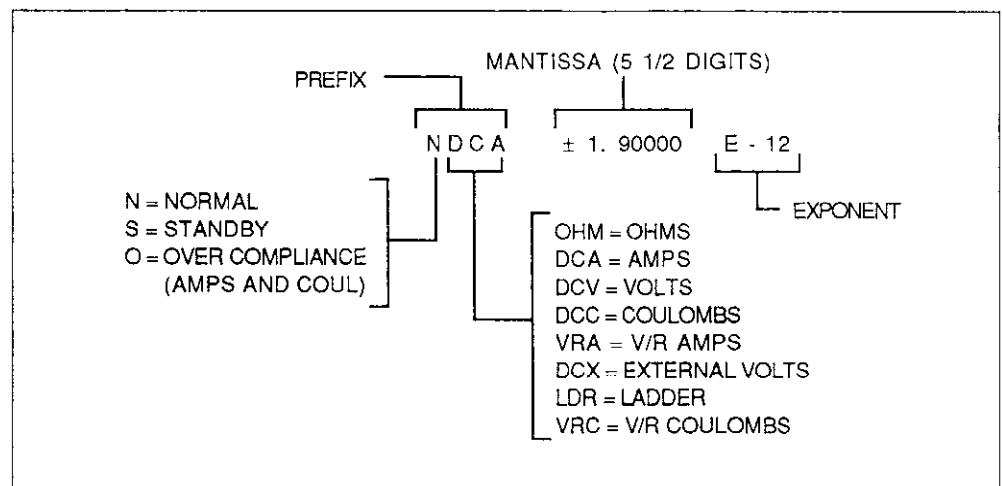 MANTISSA (5 1/2 DIGITS)
PREFIX
N D C A ± 1. 90000 E - 12
EXPONENT
N = NORMAL
S = STANDBY
O = OVER COMPLIANCE
(AMPS AND COUL)
OHM = OHMS
DCA = AMPS
DCV = VOLTS
DCC = COULOMBS
VRA = V/R AMPS
DCX = EXTERNAL VOLTS
LDR = LADDER
VRC = V/R COULOMBS